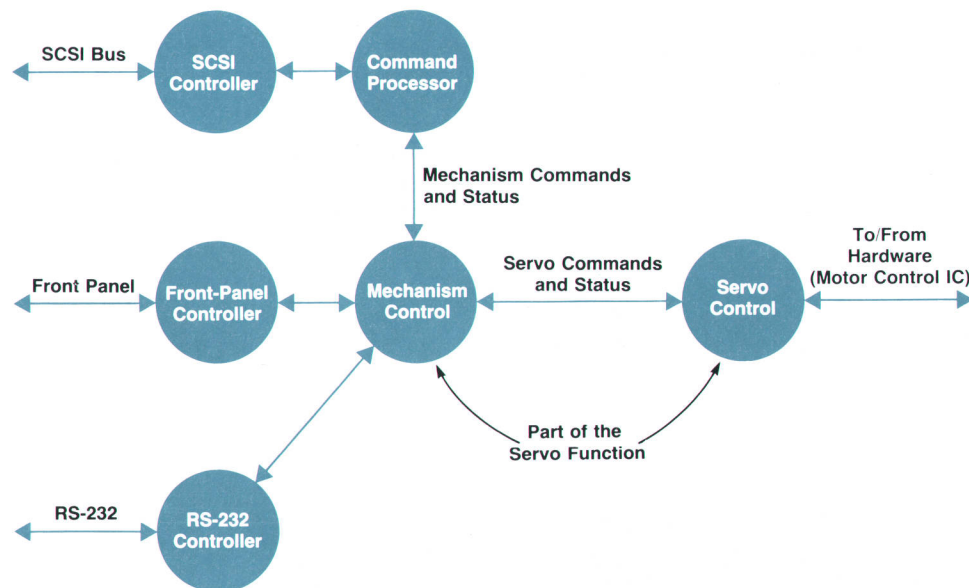 SCSI Bus
SCSI
Controller
Command
Processor
Mechanism Commands
and Status
Front Panel
Front-Panel
Controller
Mechanism
Control
Servo Commands
and Status
Servo
Control
To/From
Hardware
(Motor Control IC)
Part of the
Servo Function
RS-232
RS-232
Controller